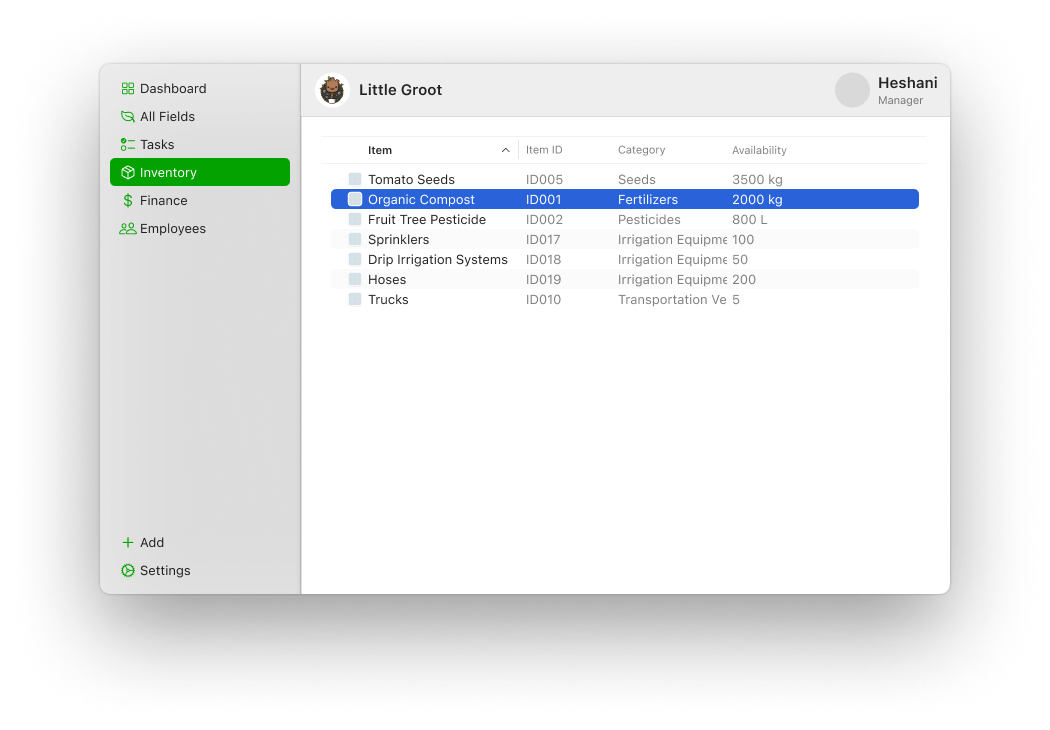 Dashboard
All Fields
Tasks
Inventory
Finance
Employees
Add
Settings
Little Groot
Heshani
Manager
Item Item ID Category Availability
Tomato Seeds ID005 Seeds 3500 kg
Organic Compost ID001 Fertilizers 2000 kg
Fruit Tree Pesticide ID002 Pesticides 800 L
Sprinklers ID017 Irrigation Equipme 100
Drip Irrigation Systems ID018 Irrigation Equipme 50
Hoses ID019 Irrigation Equipme 200
Trucks ID010 Transportation Ve 5